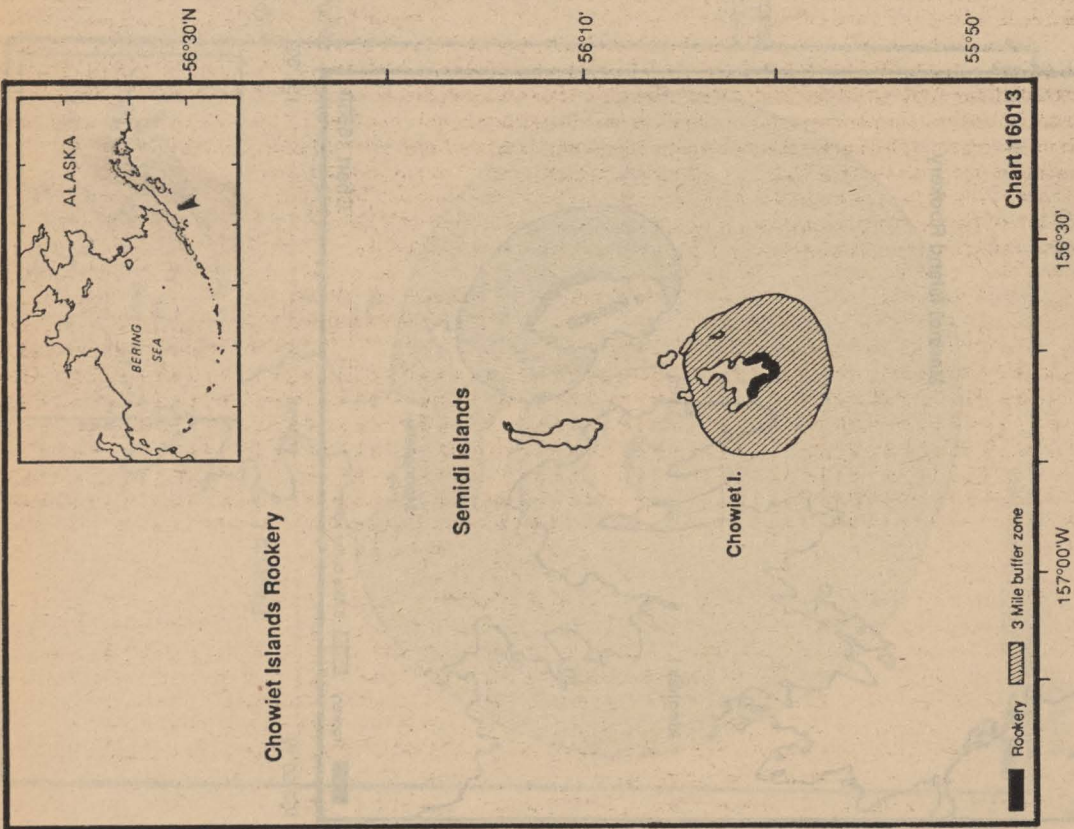 ALASKA
BERING
SEA
56°30'N
Chowiet Islands Rookery
Semidi Islands
56°10'
Chowiet I.
55°50'
Rookery
3 Mile buffer zone
Chart 16013
157°00'W
156°30'